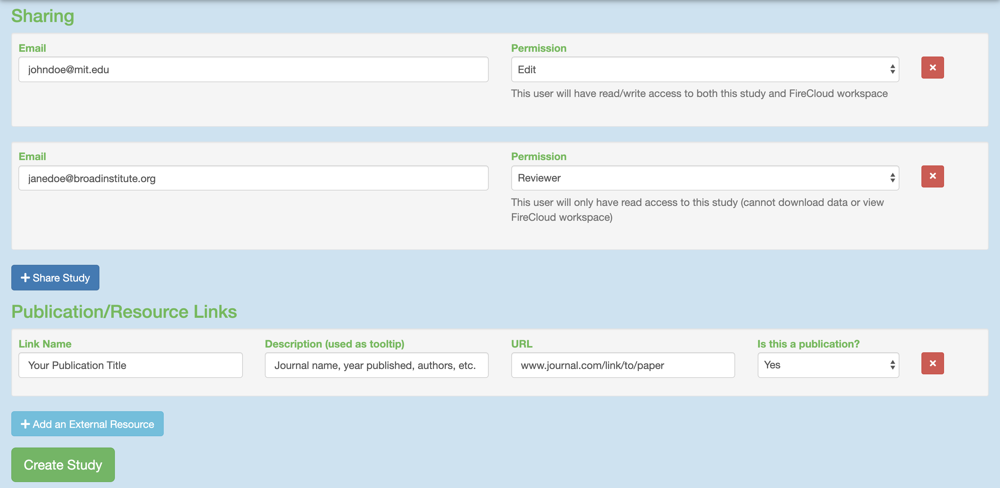 Sharing
Email
Permission
johndoe@mit.edu
Edit
This user will have read/write access to both this study and FireCloud workspace
Email
Permission
janedoe@broadinstitute.org
Reviewer
This user will only have read access to this study (cannot download data or view
FireCloud workspace)
Share Study
Publication/Resource Links
Link Name
Description (used as tooltip)
URL
Is this a publication?
Your Publication Title
Journal name, year published, authors, etc.
www.journal.com/link/to/paper
Yes
Add an External Resource
Create Study